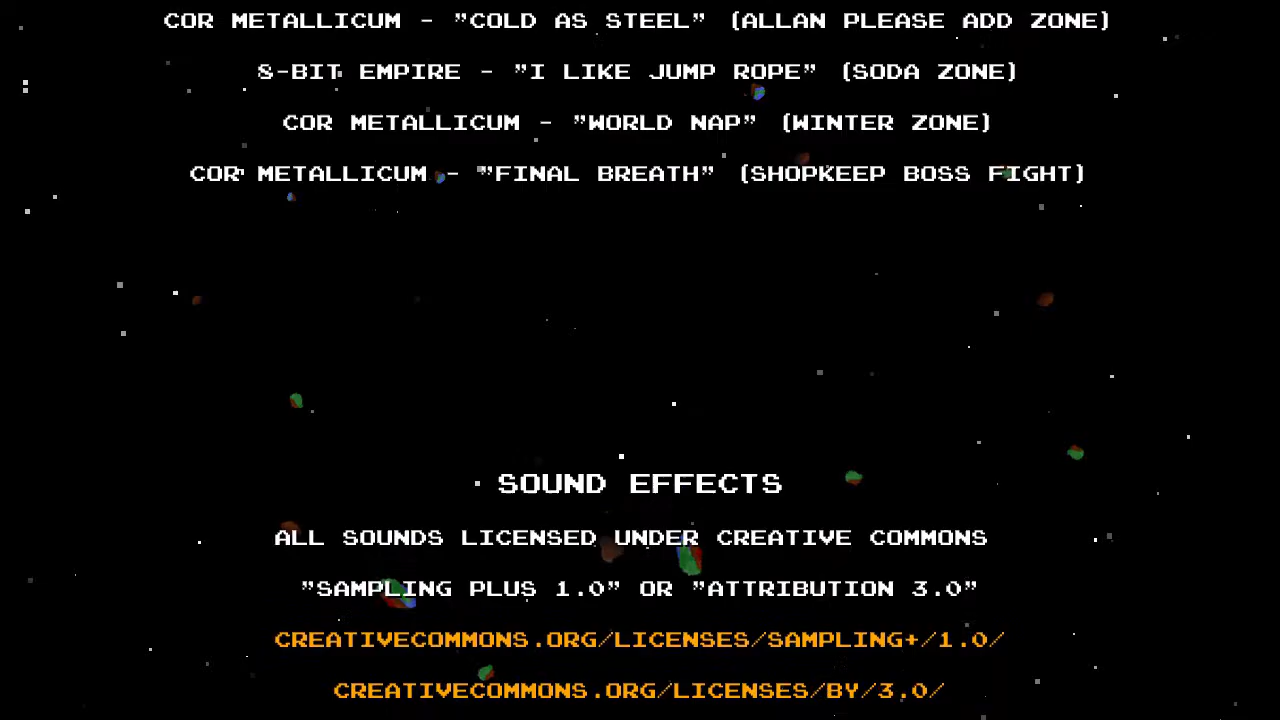 COR METALLICUM - "COLD AS STEEL" (ALLAN PLEASE ADD ZONE)
8-BIT EMPIRE - "I LIKE JUMP ROPE" (SODA ZONE)
COR METALLICUM - "WORLD NAP" (WINTER ZONE)
COR METALLICUM - "FINAL BREATH" (SHOPKEEP BOSS FIGHT)
SOUND EFFECTS
ALL SOUNDS LICENSED UNDER CREATIVE COMMONS
"SAMPLING PLUS 1.0" OR "ATTRIBUTION 3.0"
CREATIVECOMMONS.ORG/LICENSES/SAMPLING+/1.0/
CREATIVECOMMONS.ORG/LICENSES/BY/3.0/